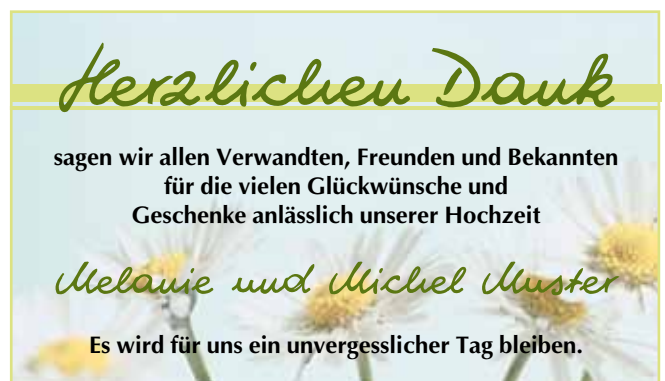 Herzlichen Dank
sagen wir allen Verwandten, Freunden und Bekannten
für die vielen Glückwünsche und
Geschenke anlässlich unserer Hochzeit
Melanie und Michel Muster
Es wird für uns ein unvergesslicher Tag bleiben.